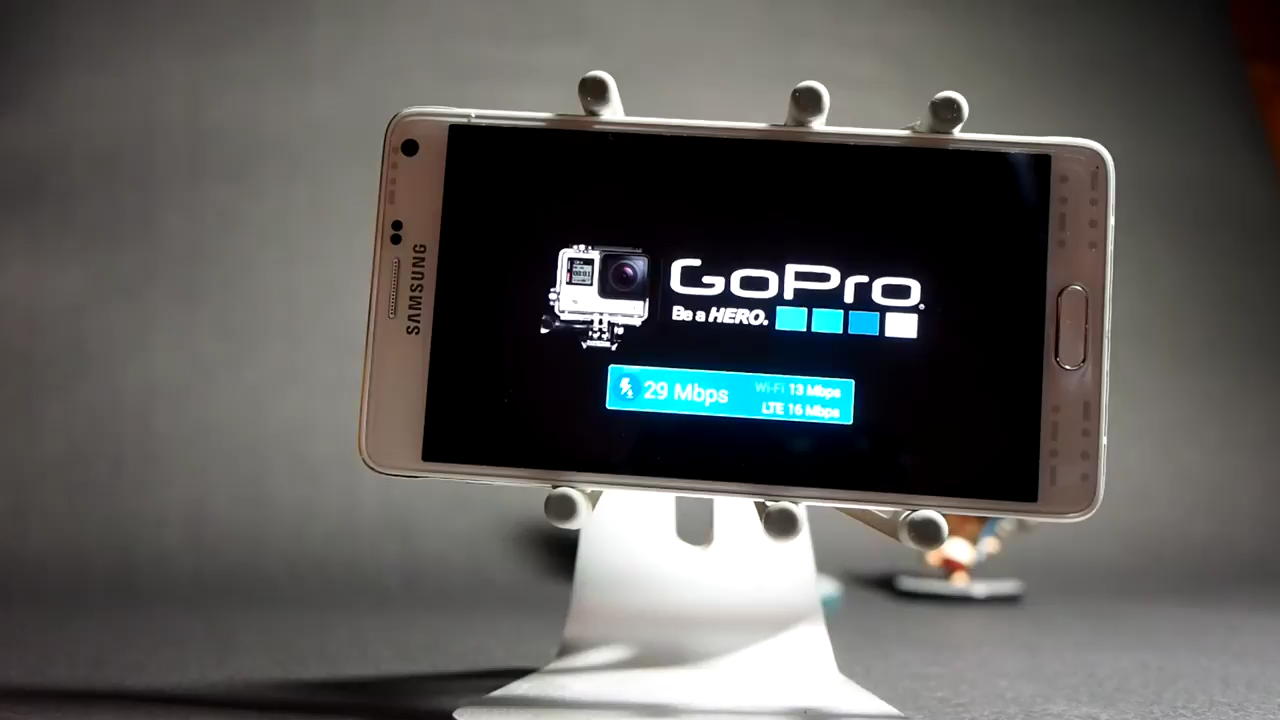 SAMSUNG
GoPro
Be a HERO.
29 Mbps
Wi-Fi 13 Mbps
LTE 16 Mbps